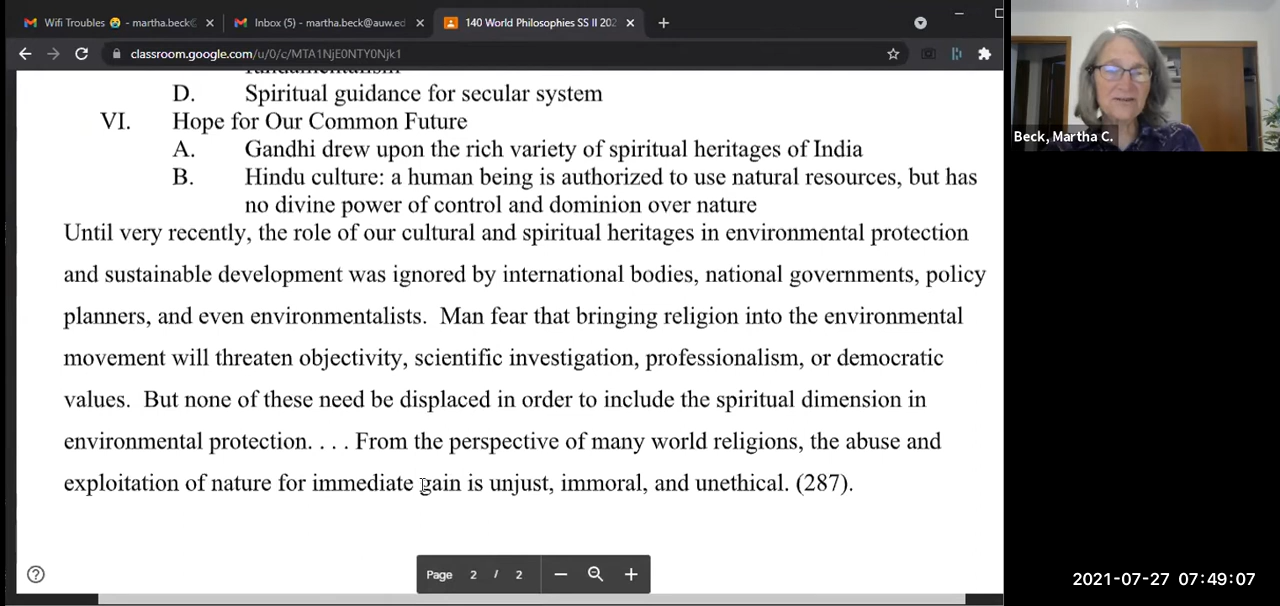 Wifi Troubles 😢 - martha.beck
Inbox (5) - martha.beck@auw.ed
140 World Philosophies SS II 202
classroom.google.com/u/0/c/MTA1NjE0NTY0Njk1
fundamentalism
D. Spiritual guidance for secular system
VI. Hope for Our Common Future
A. Gandhi drew upon the rich variety of spiritual heritages of India
B. Hindu culture: a human being is authorized to use natural resources, but has
no divine power of control and dominion over nature
Until very recently, the role of our cultural and spiritual heritages in environmental protection
and sustainable development was ignored by international bodies, national governments, policy
planners, and even environmentalists. Man fear that bringing religion into the environmental
movement will threaten objectivity, scientific investigation, professionalism, or democratic
values. But none of these need be displaced in order to include the spiritual dimension in
environmental protection. . . . From the perspective of many world religions, the abuse and
exploitation of nature for immediate gain is unjust, immoral, and unethical. (287).
Page 2 / 2
Beck, Martha C.
2021-07-27 07:49:07